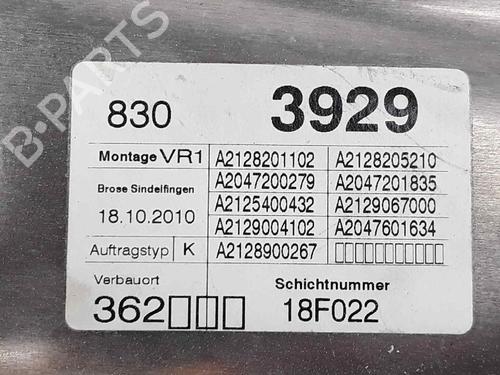 B-PARTS
830 3929
Montage VR1 A2128201102 A2128205210
Brose Sindelfingen A2047200279 A2047201835
18.10.2010 A2125400432 A2129067000
A2129004102 A2047601634
Auftragstyp K A2128900267 □□□□□□□□□□□
Verbauort Schichtnummer
362□□□ 18F022